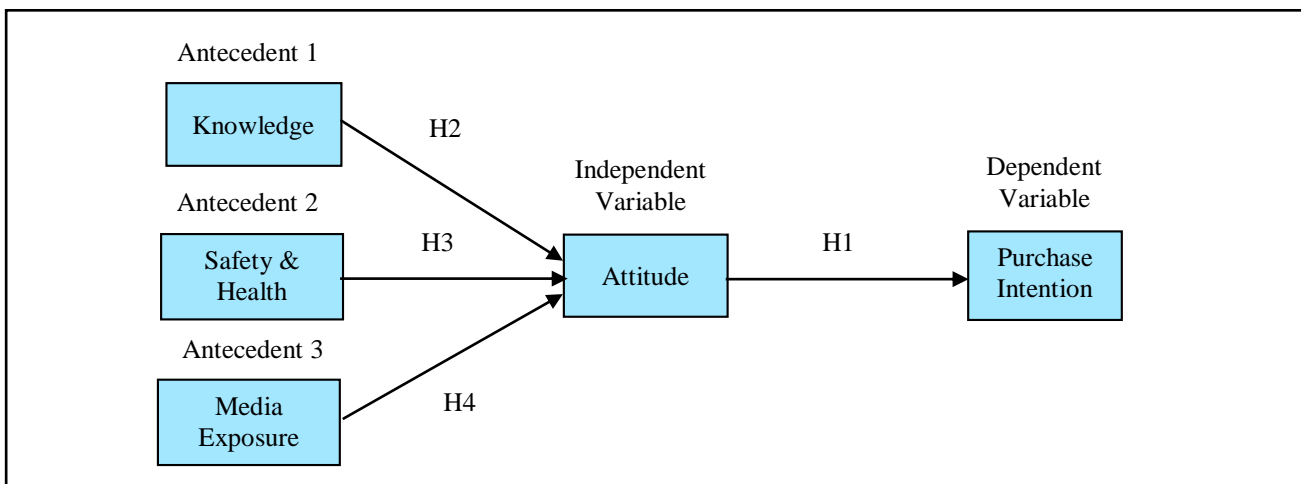 Antecedent 1
Knowledge
H2
Antecedent 2
Safety &
Health
H3
Antecedent 3
Media
Exposure
H4
Independent
Variable
Attitude
H1
Dependent
Variable
Purchase
Intention